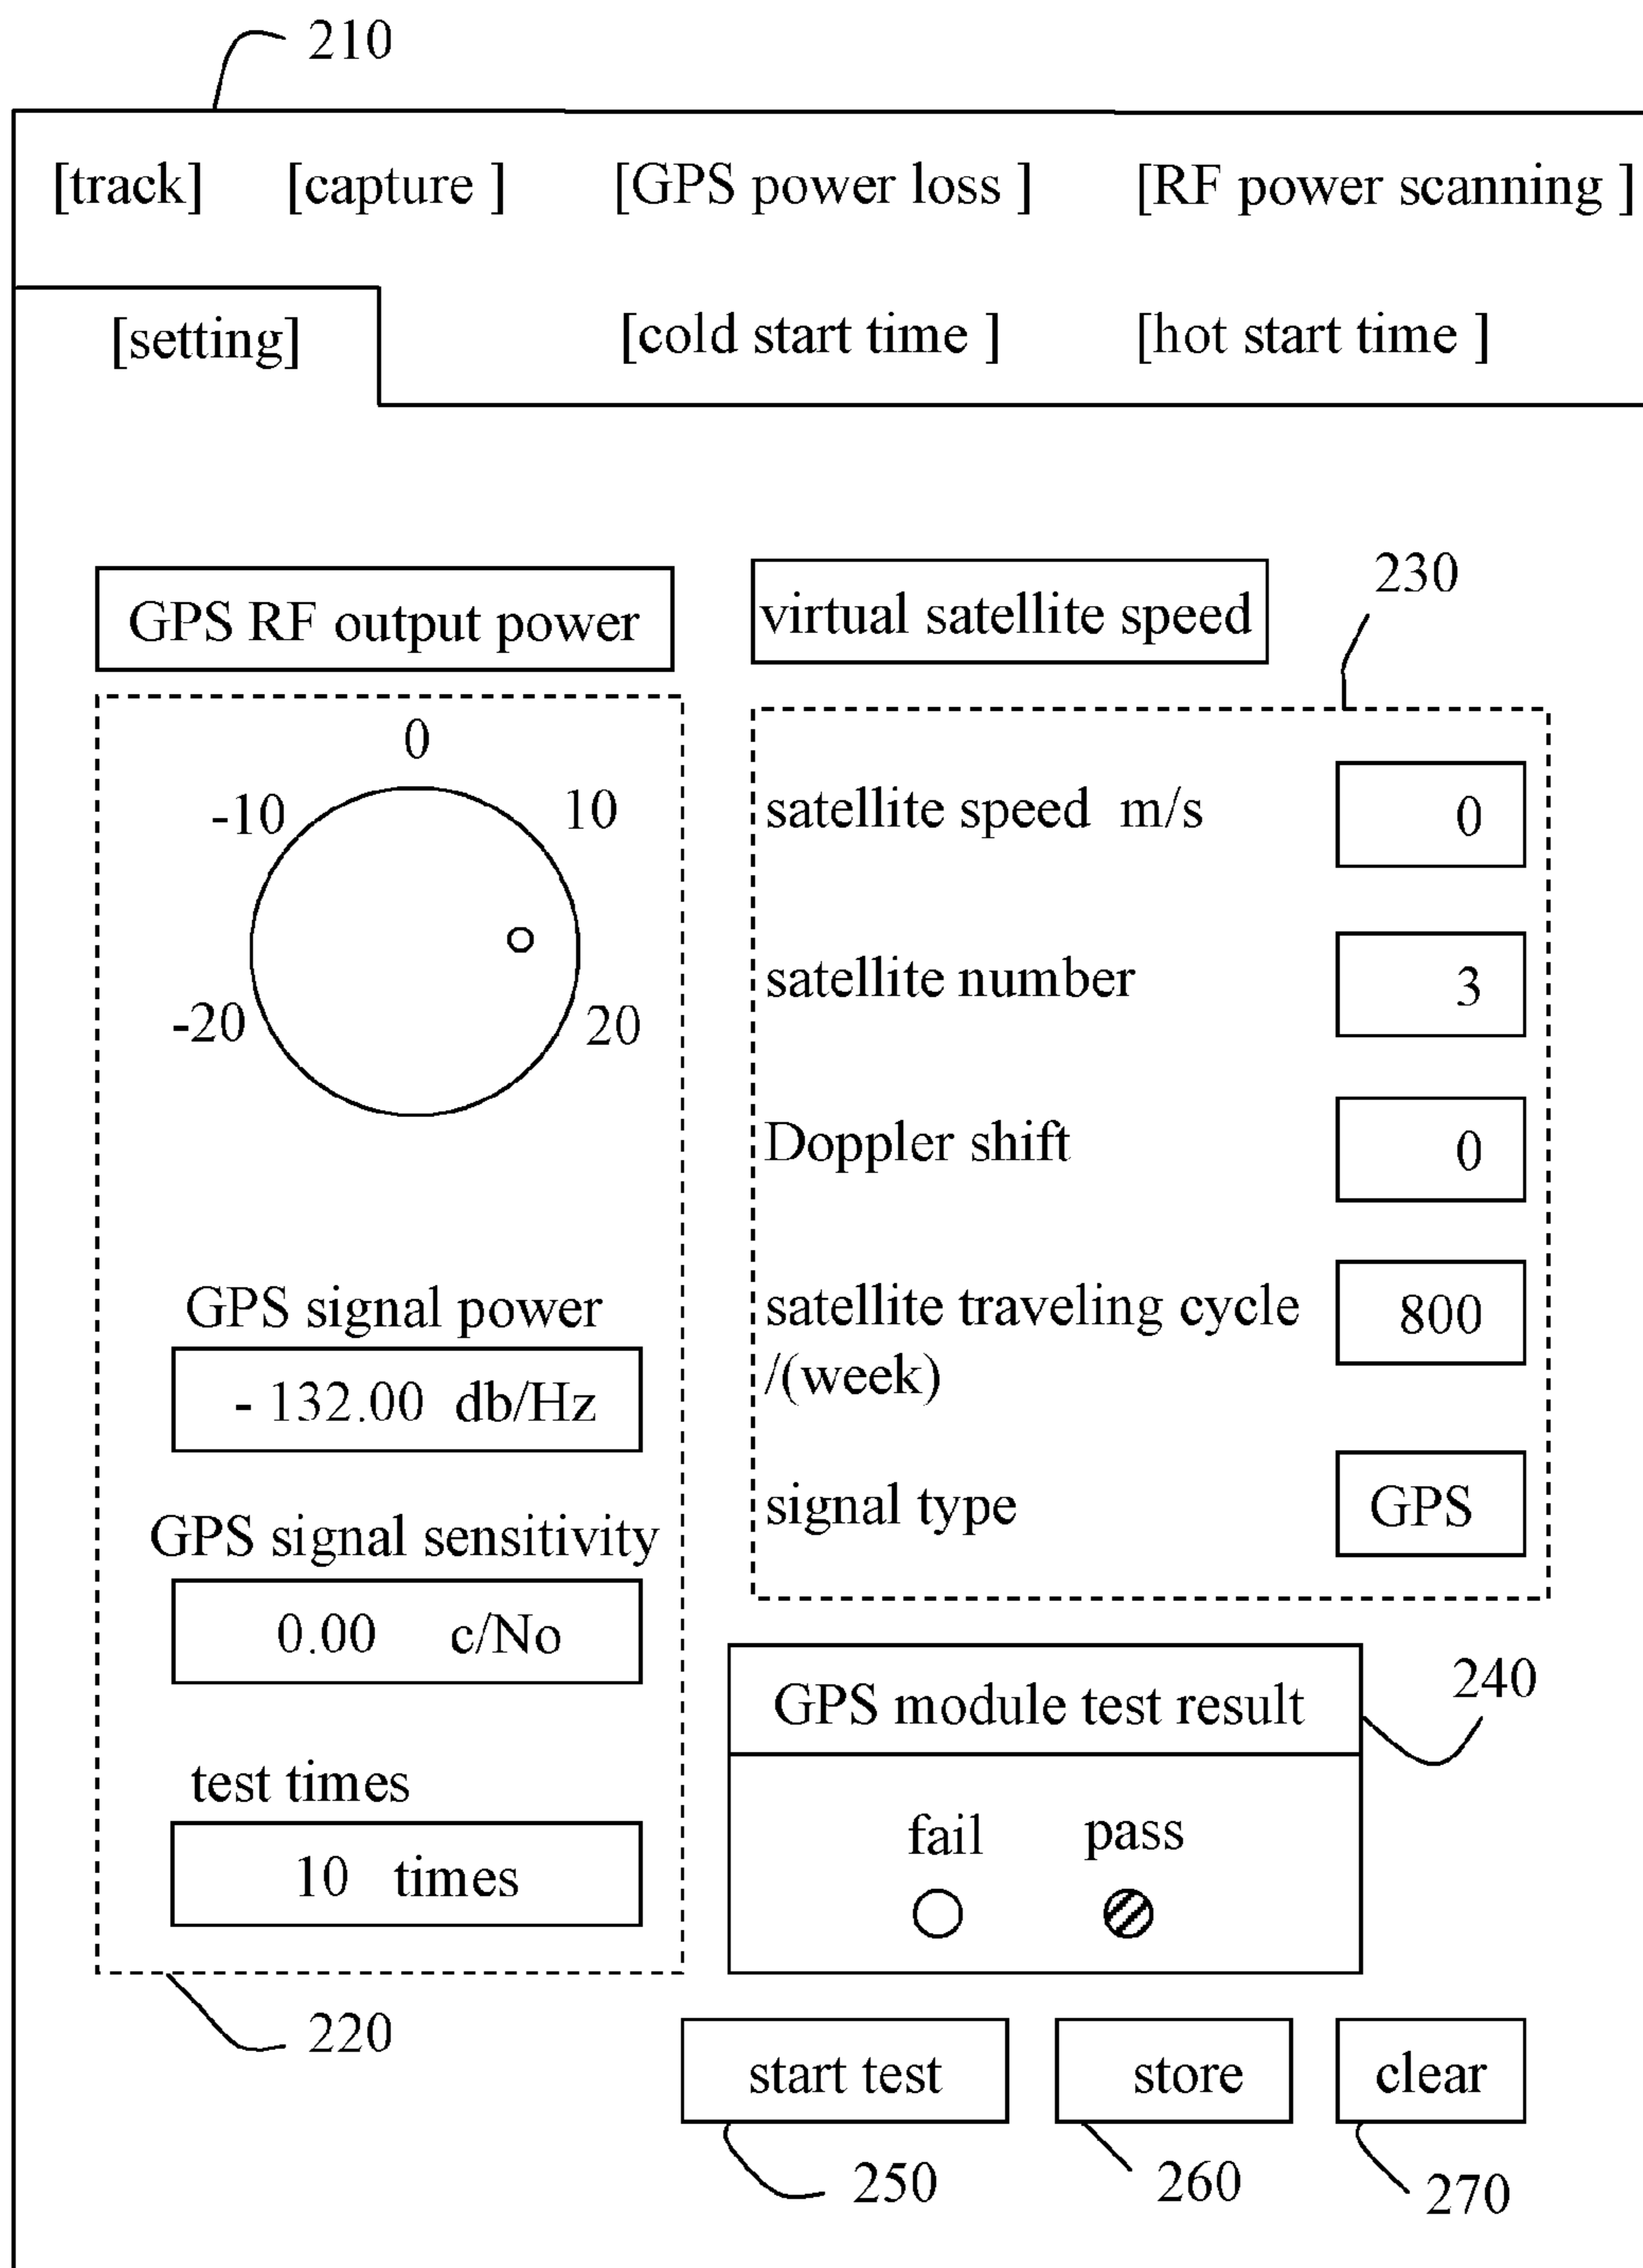 210
[track] [capture ] [GPS power loss ] [RF power scanning ]
[setting] [cold start time ] [hot start time ]
230
GPS RF output power
virtual satellite speed
0
-10 10
-20 20
GPS signal power
- 132.00 db/Hz
GPS signal sensitivity
0.00 c/No
test times
10 times
220
satellite speed m/s 0
satellite number 3
Doppler shift 0
satellite traveling cycle 800
/(week)
signal type GPS
240
GPS module test result
fail pass
start test store clear
250 260 270